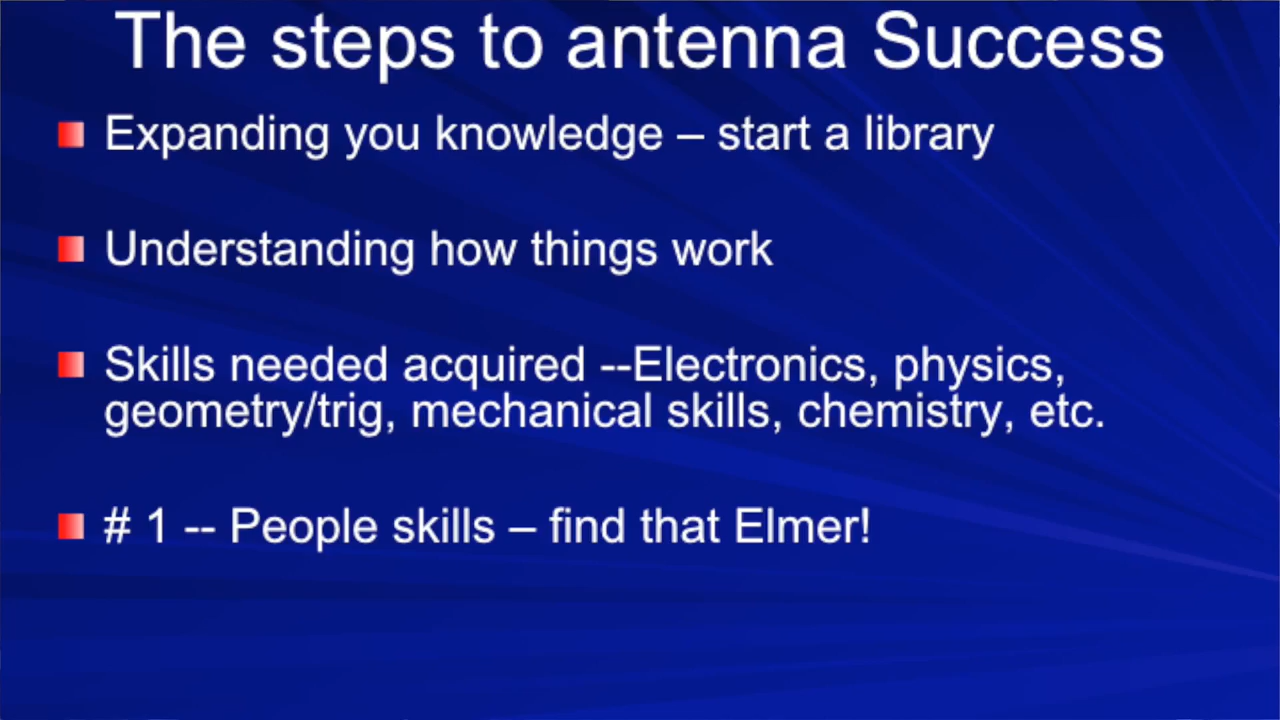 The steps to antenna Success
Expanding you knowledge – start a library
Understanding how things work
Skills needed acquired --Electronics, physics,
geometry/trig, mechanical skills, chemistry, etc.
# 1 -- People skills – find that Elmer!